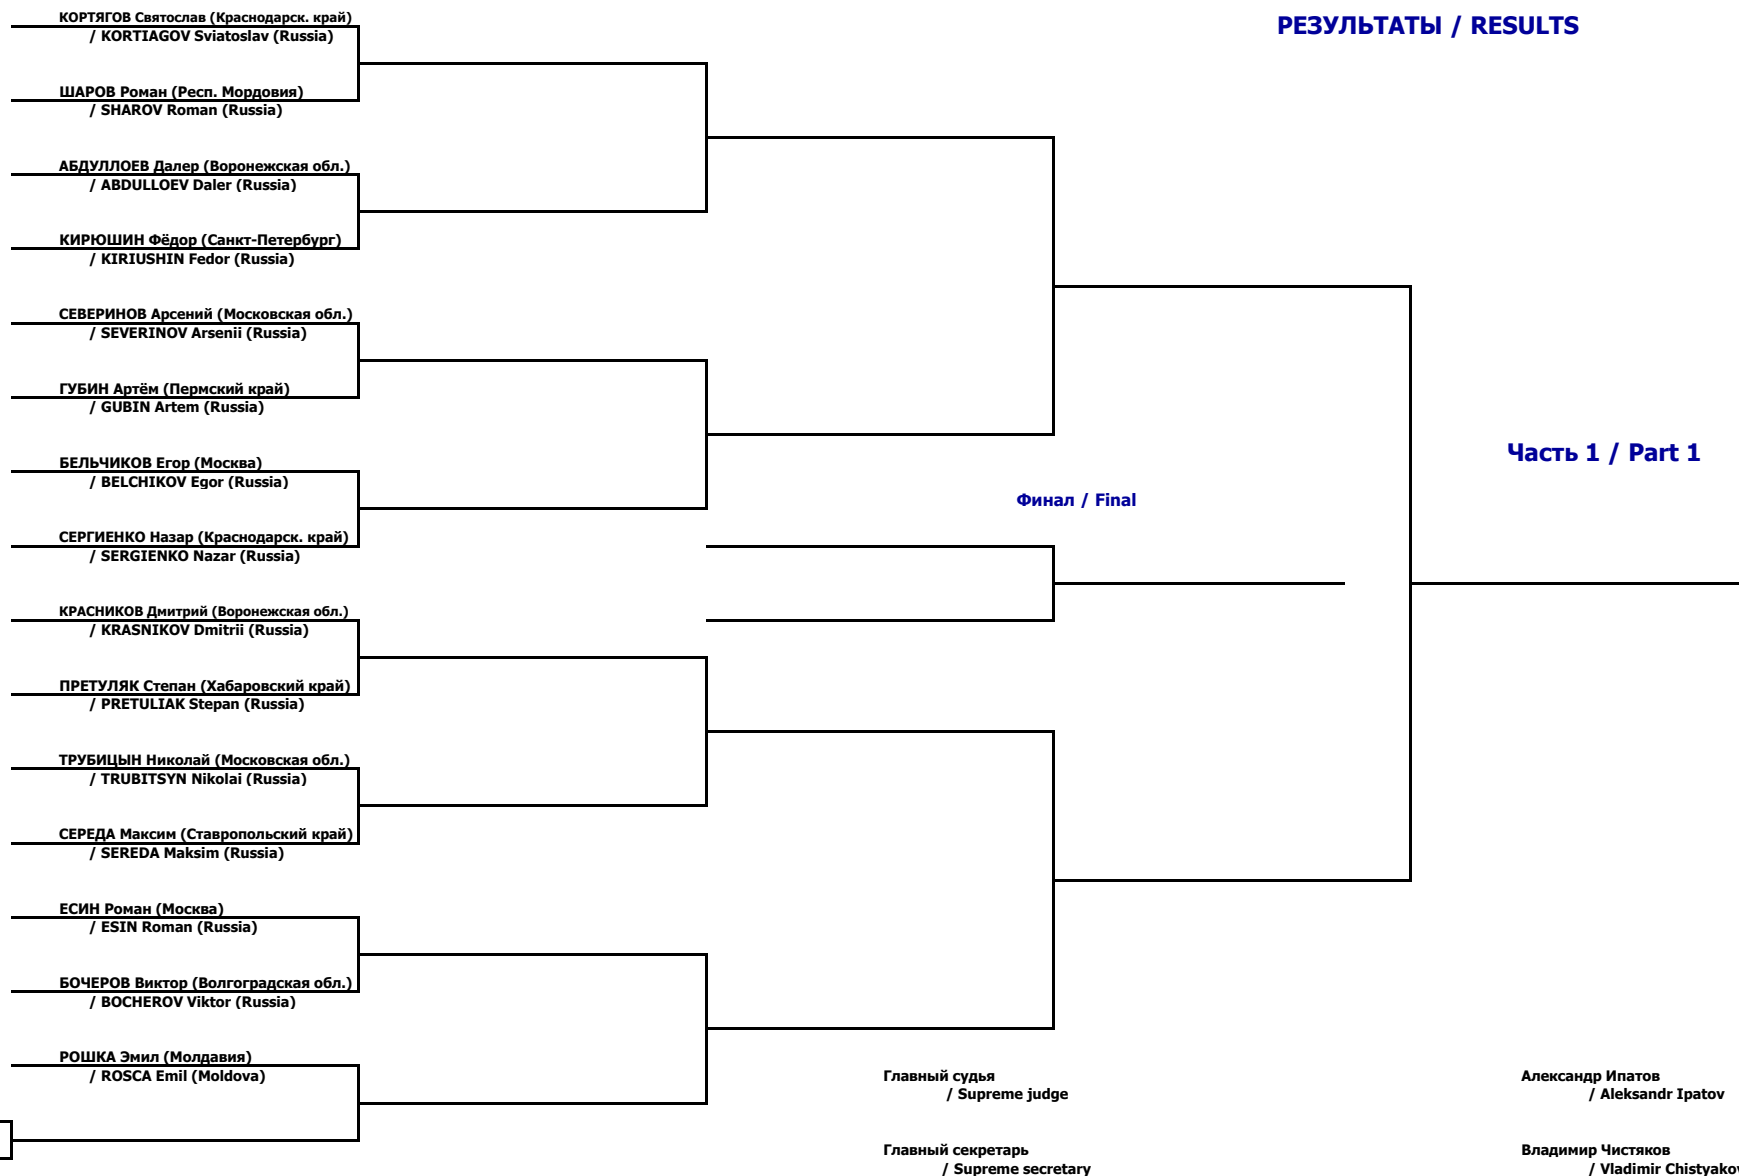 РЕЗУЛЬТАТЫ / RESULTS
КОРТЯГОВ Святослав (Краснодарск. край)
/ KORTIAGOV Sviatoslav (Russia)
ШАРОВ Роман (Респ. Мордовия)
/ SHAROV Roman (Russia)
АБДУЛЛОЕВ Далер (Воронежская обл.)
/ ABDULLOEV Daler (Russia)
КИРЮШИН Фёдор (Санкт-Петербург)
/ KIRIUSHIN Fedor (Russia)
СЕВЕРИНОВ Арсений (Московская обл.)
/ SEVERINOV Arsenii (Russia)
ГУБИН Артём (Пермский край)
/ GUBIN Artem (Russia)
Часть 1 / Part 1
БЕЛЬЧИКОВ Егор (Москва)
/ BELCHIKOV Egor (Russia)
Финал / Final
СЕРГИЕНКО Назар (Краснодарск. край)
/ SERGIENKO Nazar (Russia)
КРАСНИКОВ Дмитрий (Воронежская обл.)
/ KRASNIKOV Dmitrii (Russia)
ПРЕТУЛЯК Степан (Хабаровский край)
/ PRETULIAK Stepan (Russia)
ТРУБИЦЫН Николай (Московская обл.)
/ TRUBITSYN Nikolai (Russia)
СЕРЕДА Максим (Ставропольский край)
/ SEREDA Maksim (Russia)
ЕСИН Роман (Москва)
/ ESIN Roman (Russia)
БОЧЕРОВ Виктор (Волгоградская обл.)
/ BOCHEROV Viktor (Russia)
РОШКА Эмил (Молдавия)
/ ROSCA Emil (Moldova)
Главный судья
/ Supreme judge
Александр Ипатов
/ Aleksandr Ipatov
Главный секретарь
/ Supreme secretary
Владимир Чистяков
/ Vladimir Chistyakov